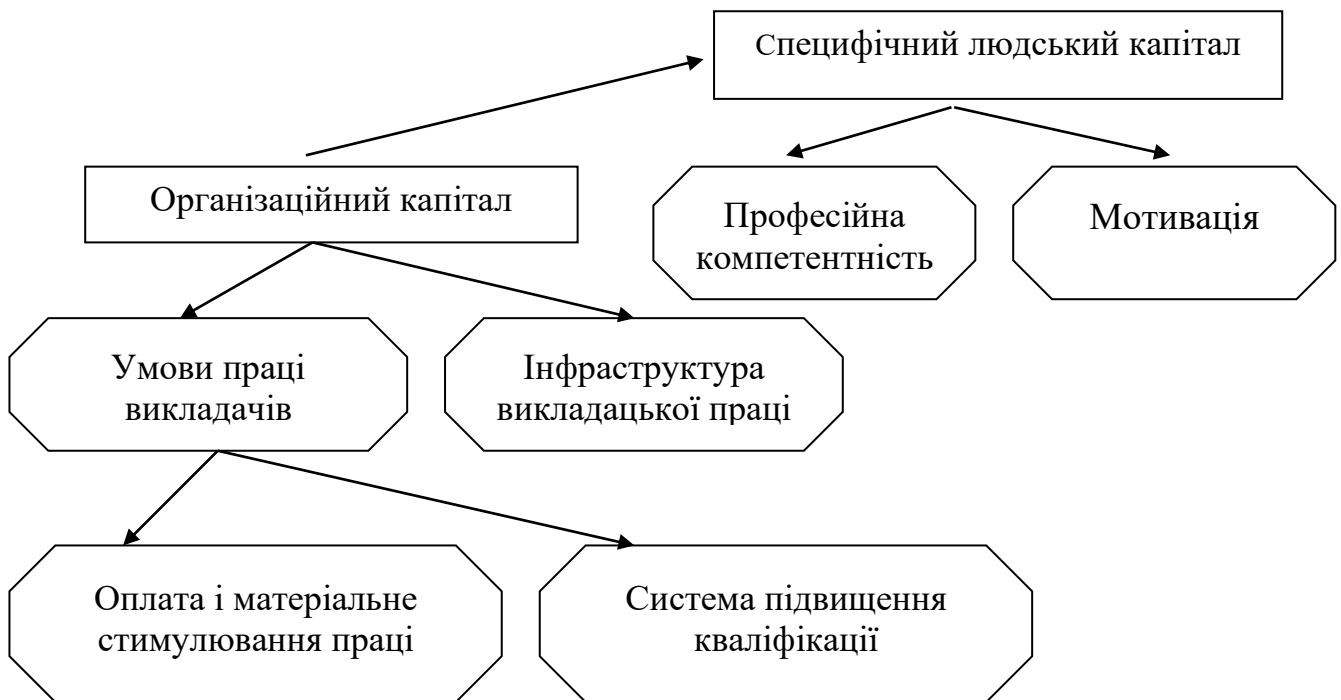 Специфічний людський капітал
Організаційний капітал
Професійна
компетентність
Мотивація
Умови праці
викладачів
Інфраструктура
викладацької праці
Оплата і матеріальне
стимулювання праці
Система підвищення
кваліфікації